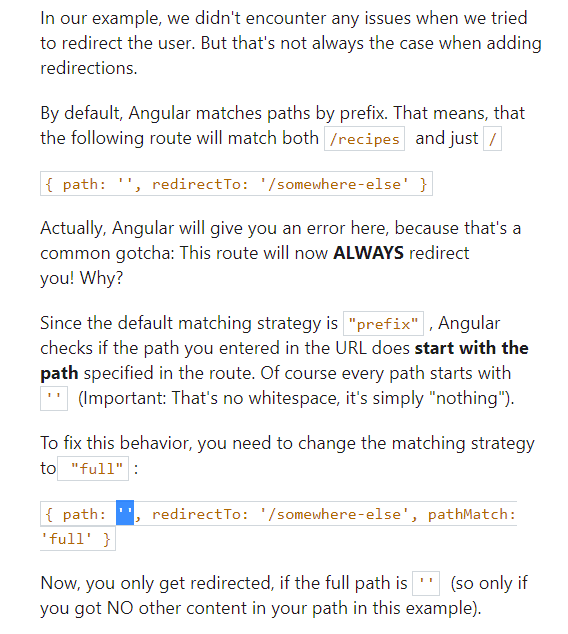 In our example, we didn't encounter any issues when we tried
to redirect the user. But that's not always the case when adding
redirections.
By default, Angular matches paths by prefix. That means, that
the following route will match both /recipes and just /
{ path: '', redirectTo: '/somewhere-else' }
Actually, Angular will give you an error here, because that's a
common gotcha: This route will now ALWAYS redirect
you! Why?
Since the default matching strategy is "prefix" , Angular
checks if the path you entered in the URL does start with the
path specified in the route. Of course every path starts with
'' (Important: That's no whitespace, it's simply "nothing").
To fix this behavior, you need to change the matching strategy
to "full" :
{ path: '', redirectTo: '/somewhere-else', pathMatch:
'full' }
Now, you only get redirected, if the full path is '' (so only if
you got NO other content in your path in this example).